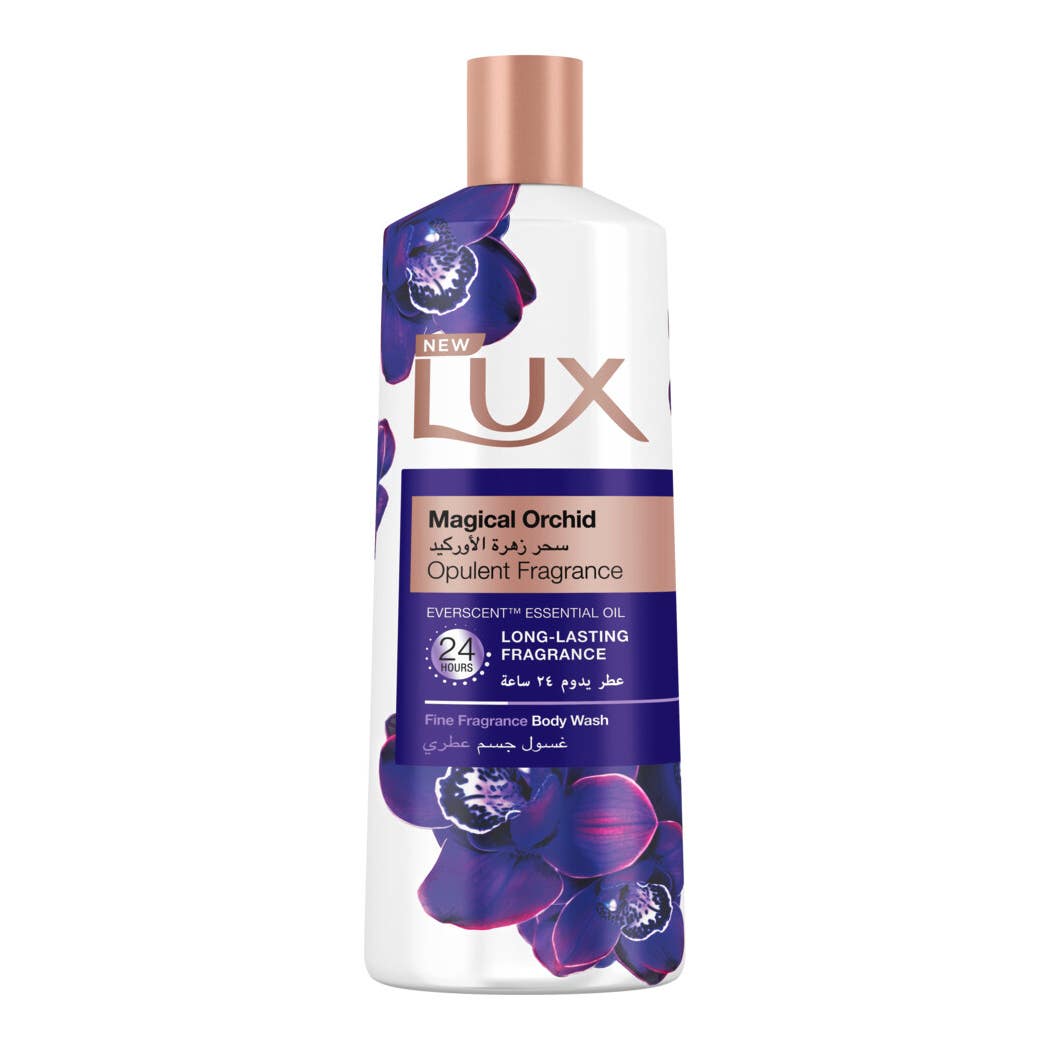 NEW
LUX
Magical Orchid
سحر زهرة الأوركيد
Opulent Fragrance
EVERSCENT™ ESSENTIAL OIL
24 HOURS
LONG-LASTING
FRAGRANCE
عطر يدوم ٢٤ ساعة
Fine Fragrance Body Wash
غسول جسم عطري